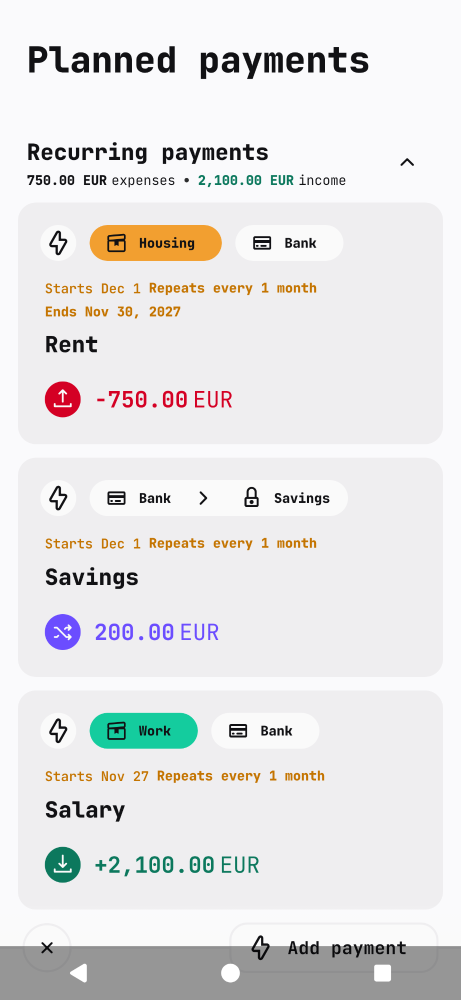 Planned payments
Recurring payments
750.00 EUR expenses • 2,100.00 EUR income
Housing
Bank
Starts Dec 1 Repeats every 1 month
Ends Nov 30, 2027
Rent
-750.00 EUR
Bank > Savings
Starts Dec 1 Repeats every 1 month
Savings
200.00 EUR
Work
Bank
Starts Nov 27 Repeats every 1 month
Salary
+2,100.00 EUR
Add payment